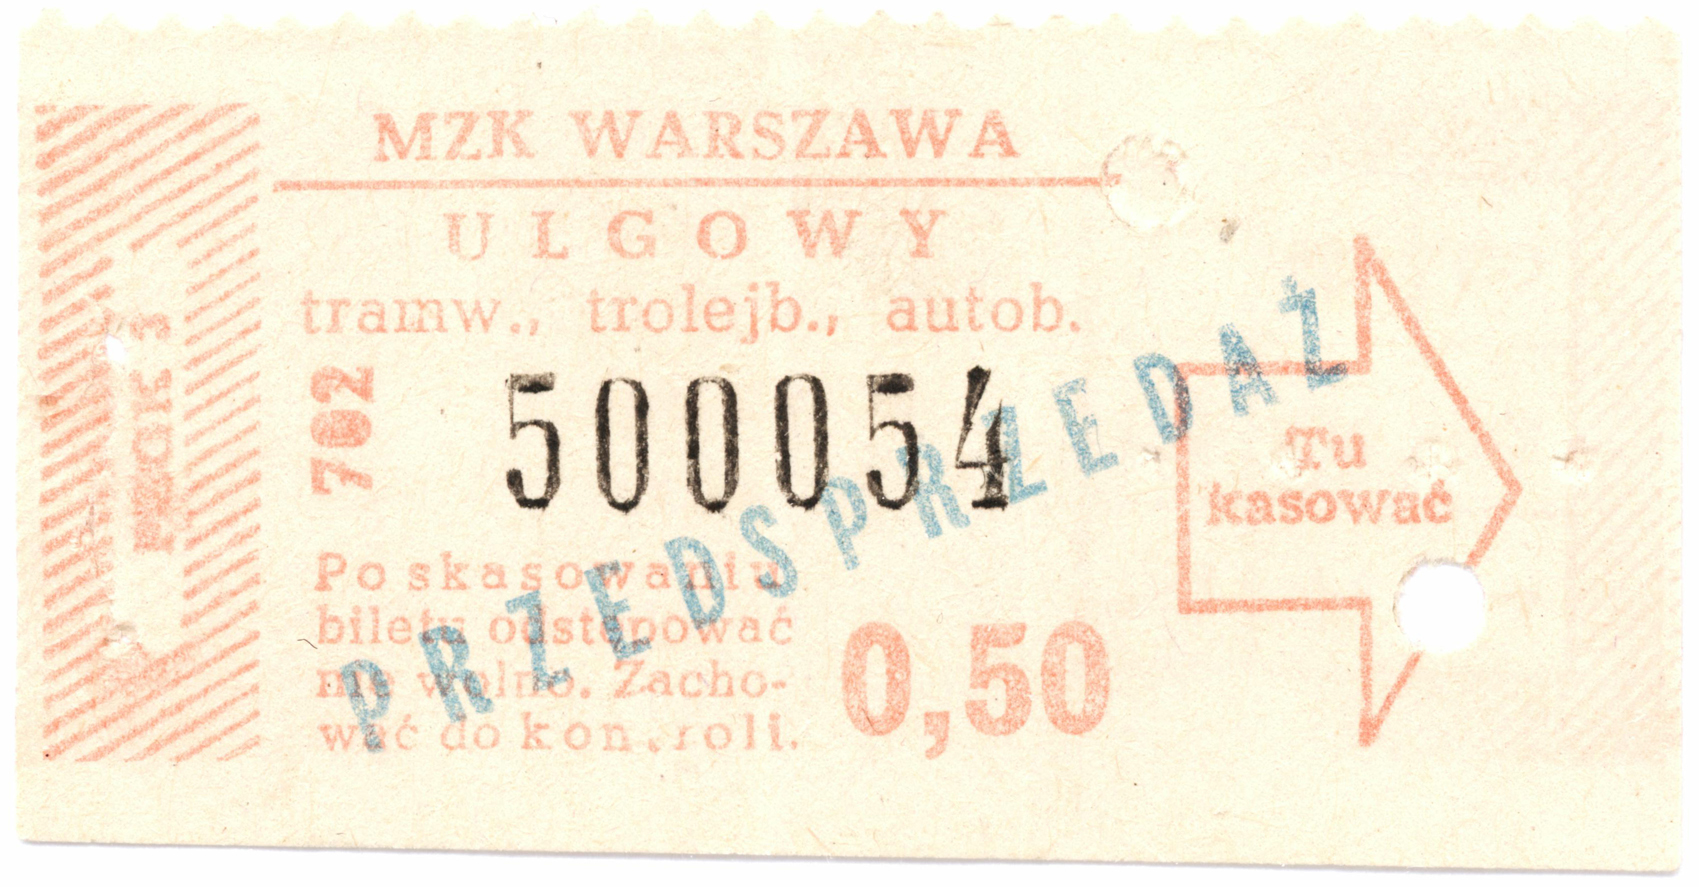 MZK WARSZAWA
ULGOWY
tramw., trolejb., autob.
702
500054
PRZEDSPRZEDAŻ
Tu
kasować
Po skasowaniu
biletu odstępować
nie wolno. Zacho-
wać do kontroli.
0,50